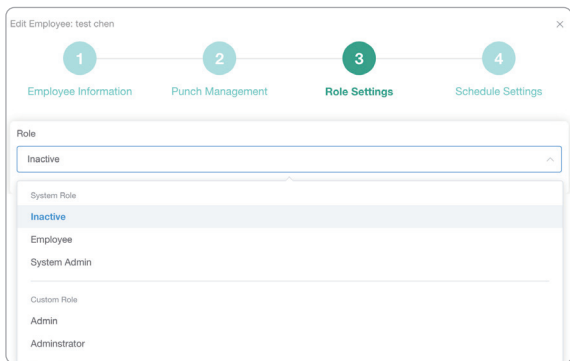 Edit Employee: test chen
1 2 3 4
Employee Information Punch Management Role Settings Schedule Settings
Role
Inactive
System Role
Inactive
Employee
System Admin
Custom Role
Admin
Adminstrator